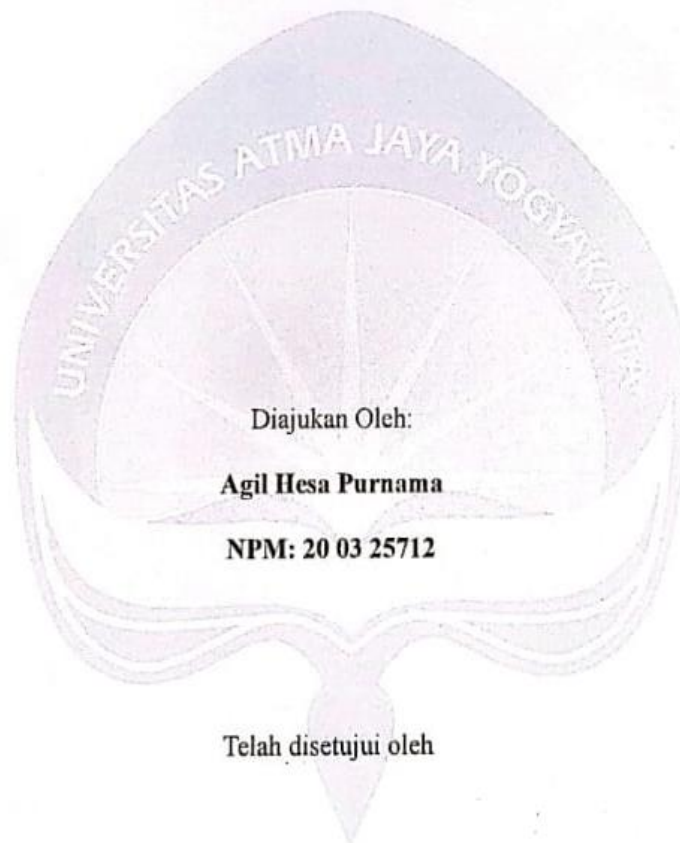 UNIVERSITAS ATMA JAYA YOGYAKARTA
Diajukan Oleh:
Agil Hesa Purnama
NPM: 20 03 25712
Telah disetujui oleh